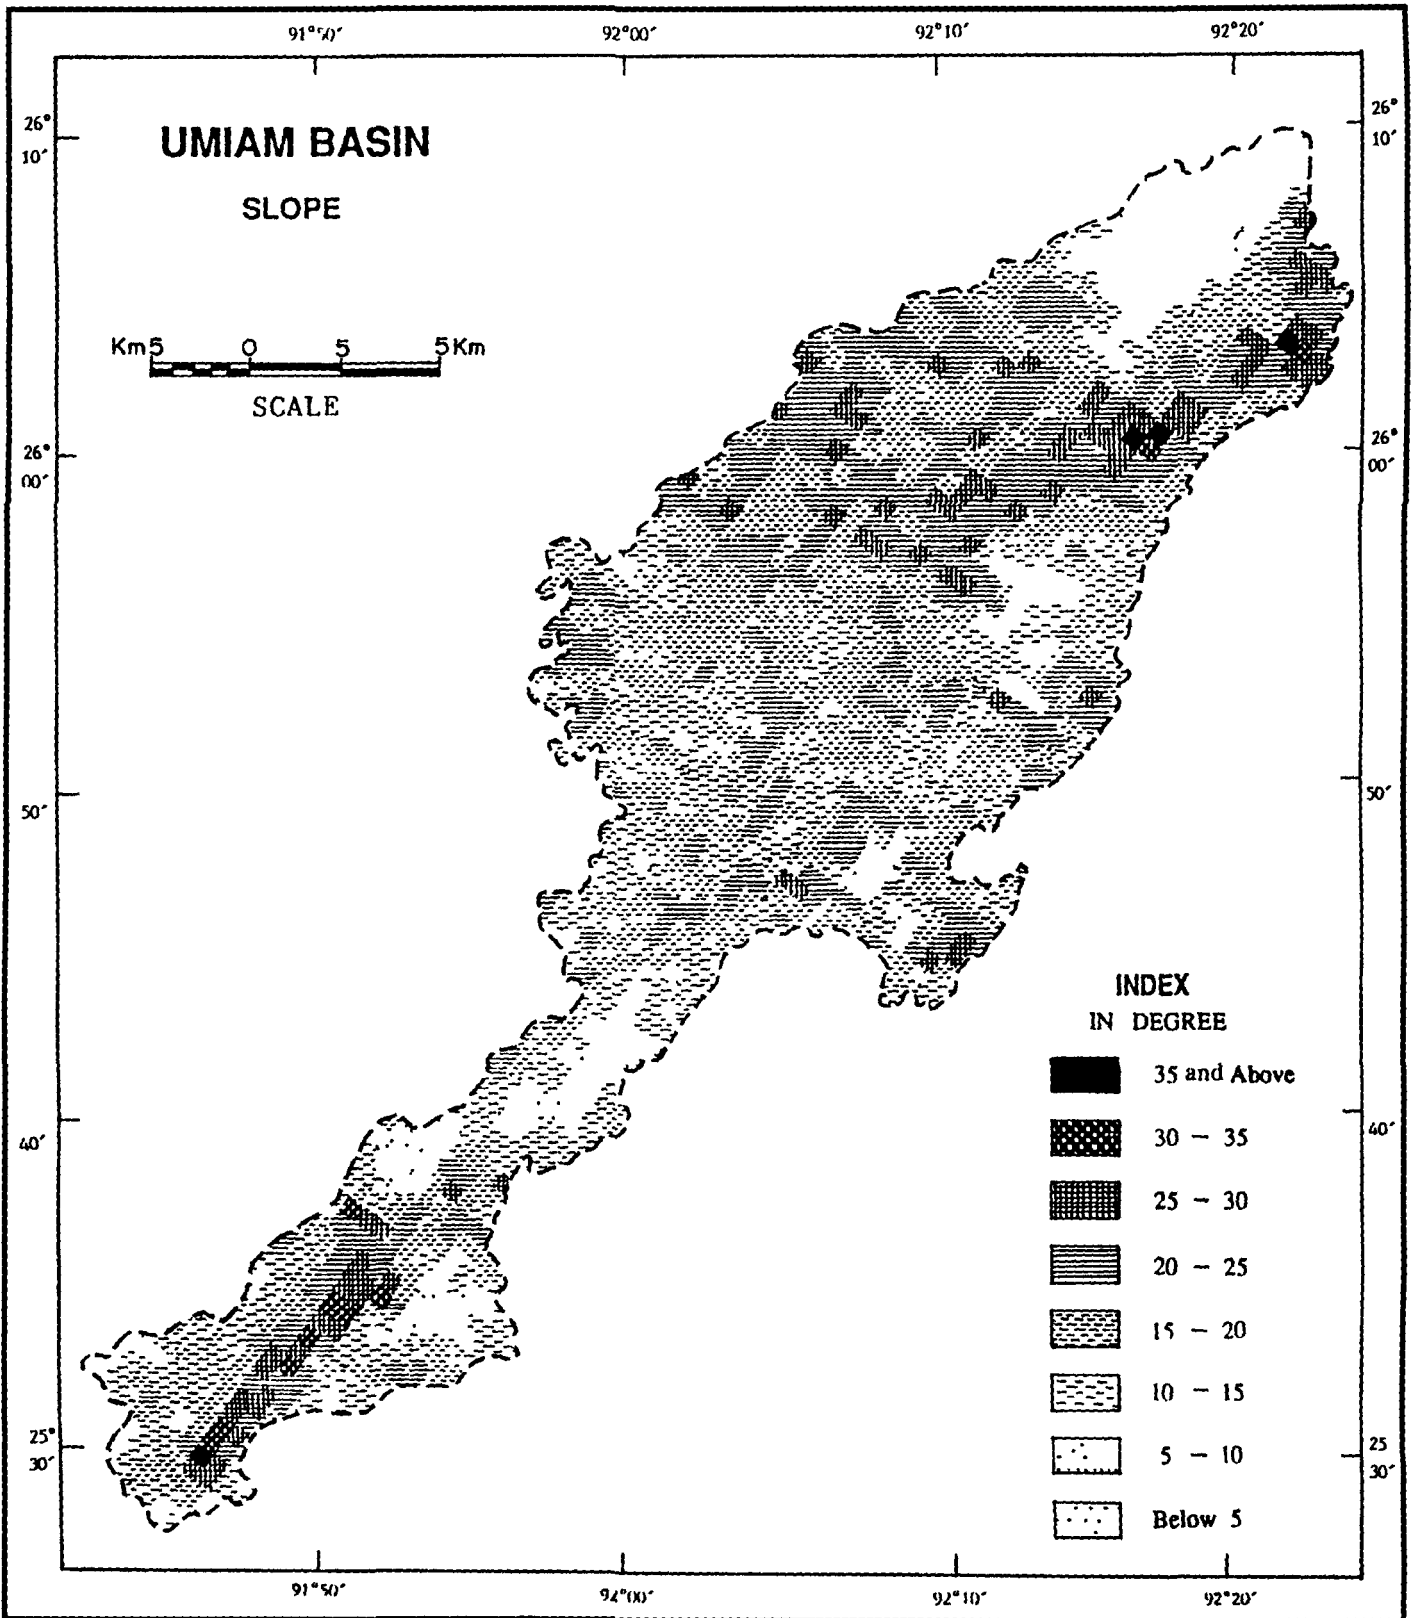 91°50′ 92°00′ 92°10′ 92°20′
26° 10′
26° 10′
UMIAM BASIN
SLOPE
Km 5 0 5 5 Km
SCALE
26° 00′
26° 00′
50′
50′
INDEX
IN DEGREE
35 and Above
30 – 35
25 – 30
20 – 25
15 – 20
10 – 15
5 – 10
Below 5
40′
40′
25° 30′
25 30′
91°50′ 92°00′ 92°10′ 92°20′